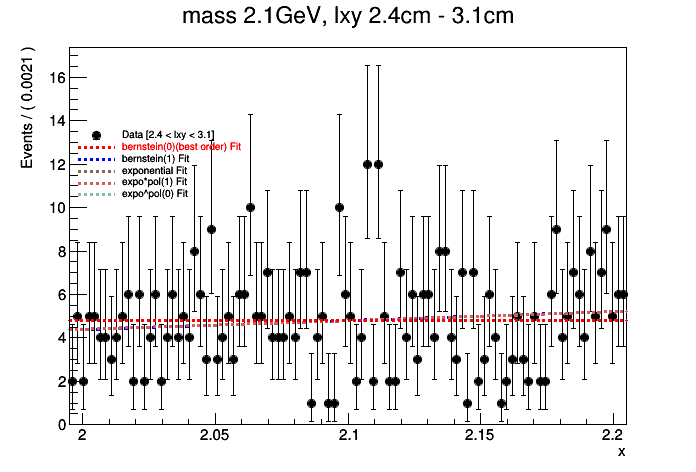 mass 2.1GeV, lxy 2.4cm - 3.1cm
Events / ( 0.0021 )
16
14
12
10
8
6
4
2
0
Data [2.4 < lxy < 3.1]
bernstein(0)(best order) Fit
bernstein(1) Fit
exponential Fit
expo*pol(1) Fit
expo^pol(0) Fit
2 2.05 2.1 2.15 2.2
x